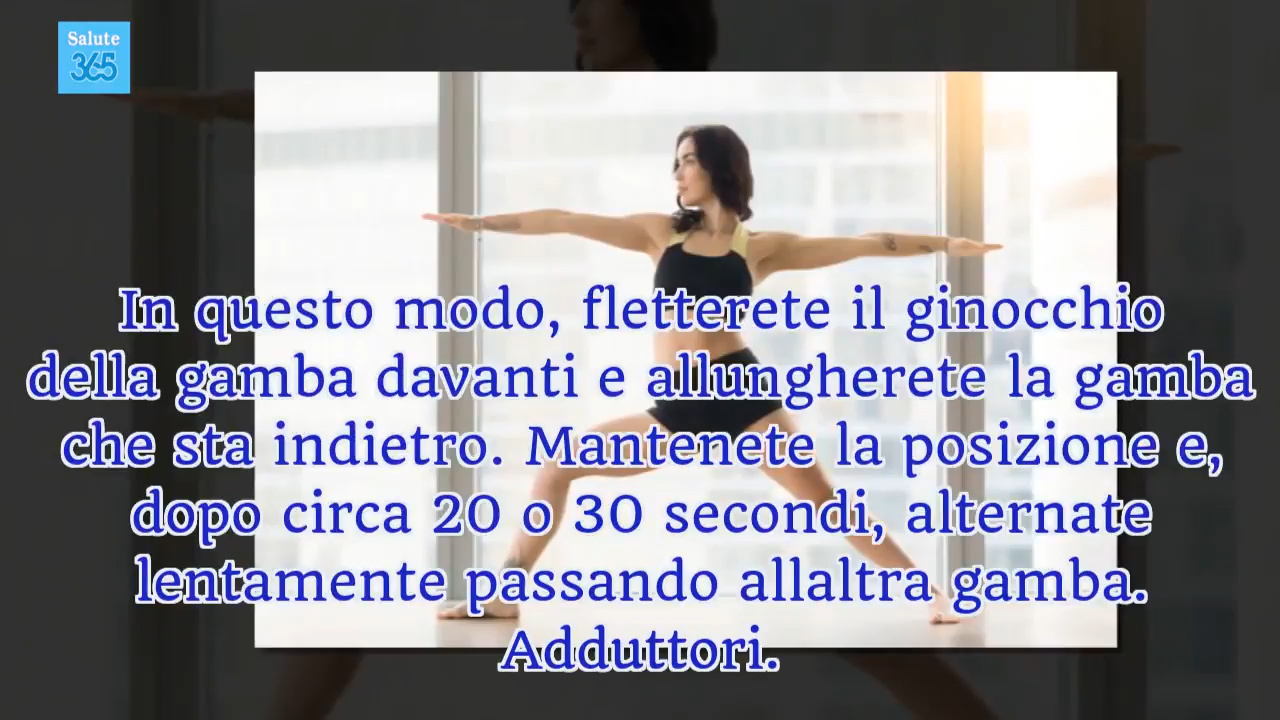 Salute
365
In questo modo, fletterete il ginocchio
della gamba davanti e allungherete la gamba
che sta indietro. Mantenete la posizione e,
dopo circa 20 o 30 secondi, alternate
lentamente passando allaltra gamba.
Adduttori.